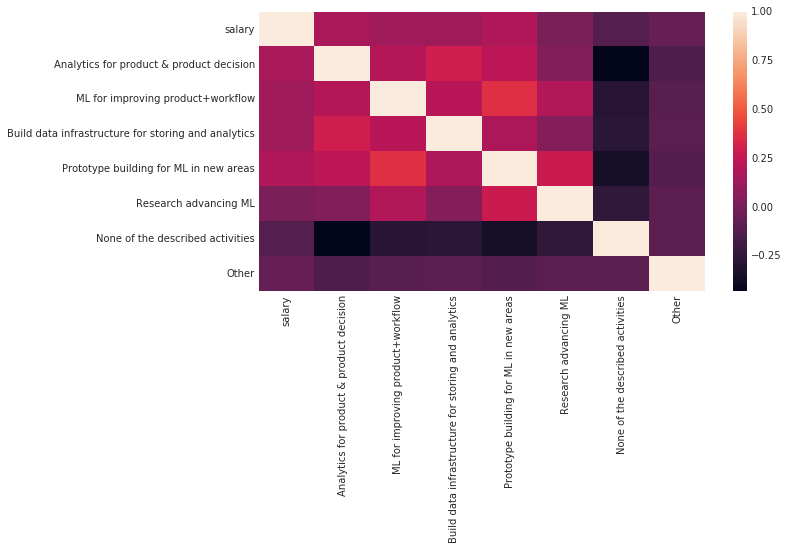 salary
Analytics for product & product decision
ML for improving product+workflow
Build data infrastructure for storing and analytics
Prototype building for ML in new areas
Research advancing ML
None of the described activities
Other
1.00
0.75
0.50
0.25
0.00
−0.25
salary
Analytics for product & product decision
ML for improving product+workflow
Build data infrastructure for storing and analytics
Prototype building for ML in new areas
Research advancing ML
None of the described activities
Other